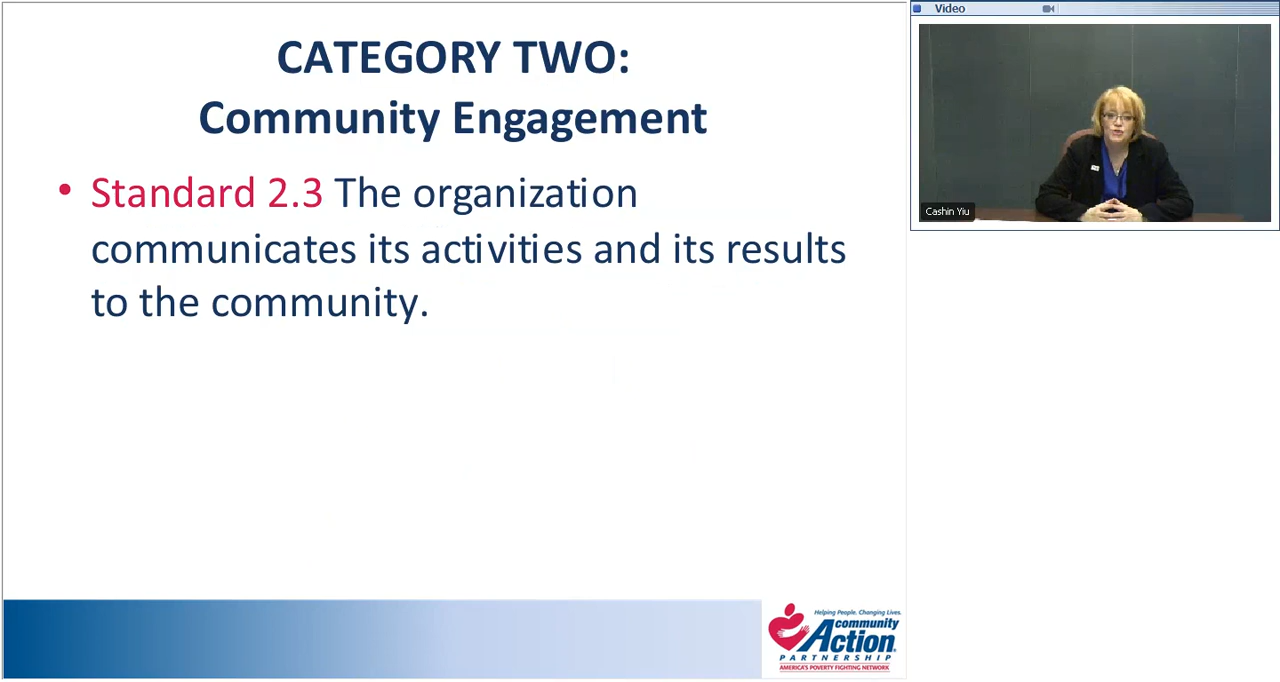 CATEGORY TWO:
Community Engagement
• Standard 2.3 The organization
communicates its activities and its results
to the community.
Helping People. Changing Lives.
community
Action®
PARTNERSHIP
AMERICA'S POVERTY FIGHTING NETWORK
Video
Cashin Yiu